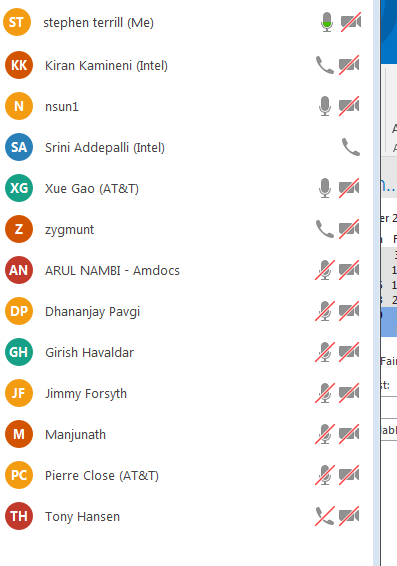 ST stephen terrill (Me)
KK Kiran Kamineni (Intel)
N nsun1
SA Srini Addepalli (Intel)
XG Xue Gao (AT&T)
Z zygmunt
AN ARUL NAMBI - Amdocs
DP Dhananjay Pavgi
GH Girish Havaldar
JF Jimmy Forsyth
M Manjunath
PC Pierre Close (AT&T)
TH Tony Hansen